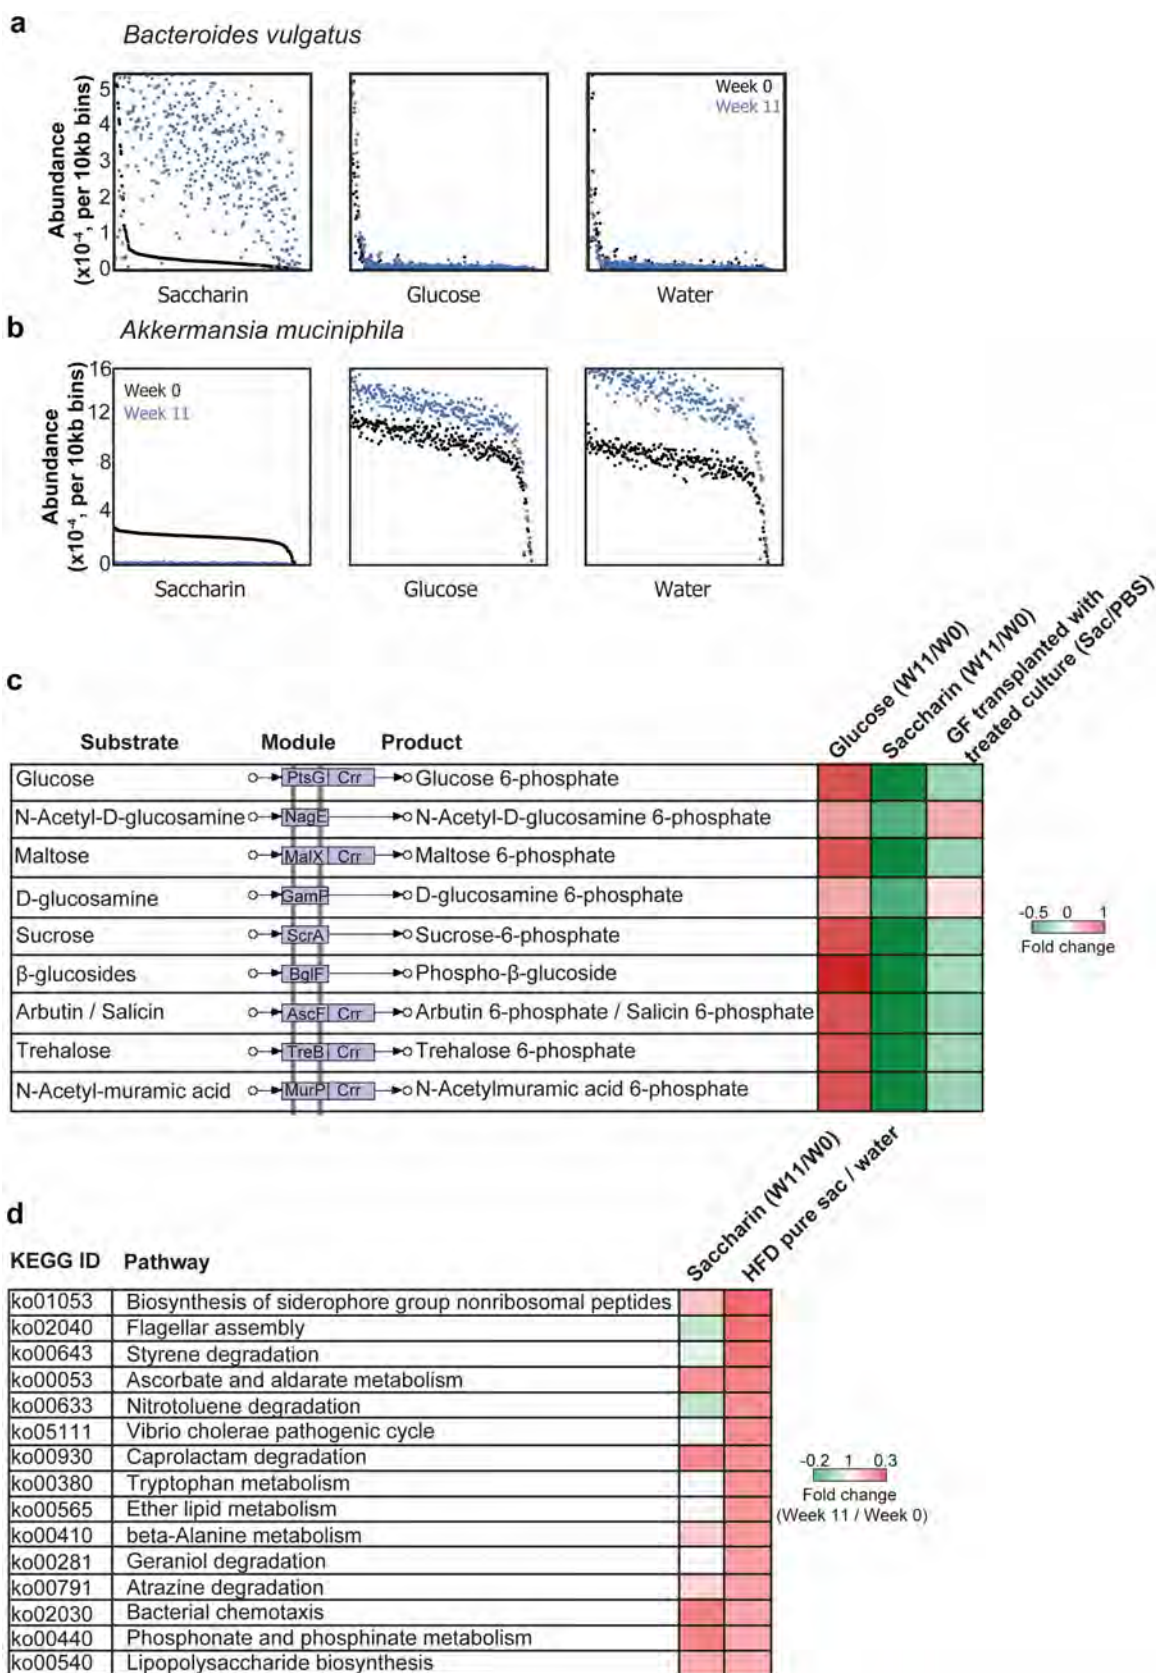 a
Bacteroides vulgatus
Abundance
(x10-4, per 10kb bins)
5
4
3
2
1
0
Week 0
Week 11
Saccharin Glucose Water
b
Akkermansia muciniphila
Abundance
(x10-4, per 10kb bins)
16
12
8
4
0
Week 0
Week 11
Saccharin Glucose Water
c
Glucose (W11/W0)
Saccharin (W11/W0)
GF transplanted with
treated culture (Sac/PBS)
Substrate Module Product
Glucose PtsG Crr Glucose 6-phosphate
N-Acetyl-D-glucosamine NagE N-Acetyl-D-glucosamine 6-phosphate
Maltose MalX Crr Maltose 6-phosphate
D-glucosamine GamP D-glucosamine 6-phosphate
Sucrose ScrA Sucrose-6-phosphate
β-glucosides BglF Phospho-β-glucoside
Arbutin / Salicin AscF Crr Arbutin 6-phosphate / Salicin 6-phosphate
Trehalose TreB Crr Trehalose 6-phosphate
N-Acetyl-muramic acid MurP Crr N-Acetylmuramic acid 6-phosphate
-0.5 0 1
Fold change
d
Saccharin (W11/W0)
HFD pure sac / water
KEGG ID Pathway
ko01053 Biosynthesis of siderophore group nonribosomal peptides
ko02040 Flagellar assembly
ko00643 Styrene degradation
ko00053 Ascorbate and aldarate metabolism
ko00633 Nitrotoluene degradation
ko05111 Vibrio cholerae pathogenic cycle
ko00930 Caprolactam degradation
ko00380 Tryptophan metabolism
ko00565 Ether lipid metabolism
ko00410 beta-Alanine metabolism
ko00281 Geraniol degradation
ko00791 Atrazine degradation
ko02030 Bacterial chemotaxis
ko00440 Phosphonate and phosphinate metabolism
ko00540 Lipopolysaccharide biosynthesis
-0.2 1 0.3
Fold change
(Week 11 / Week 0)